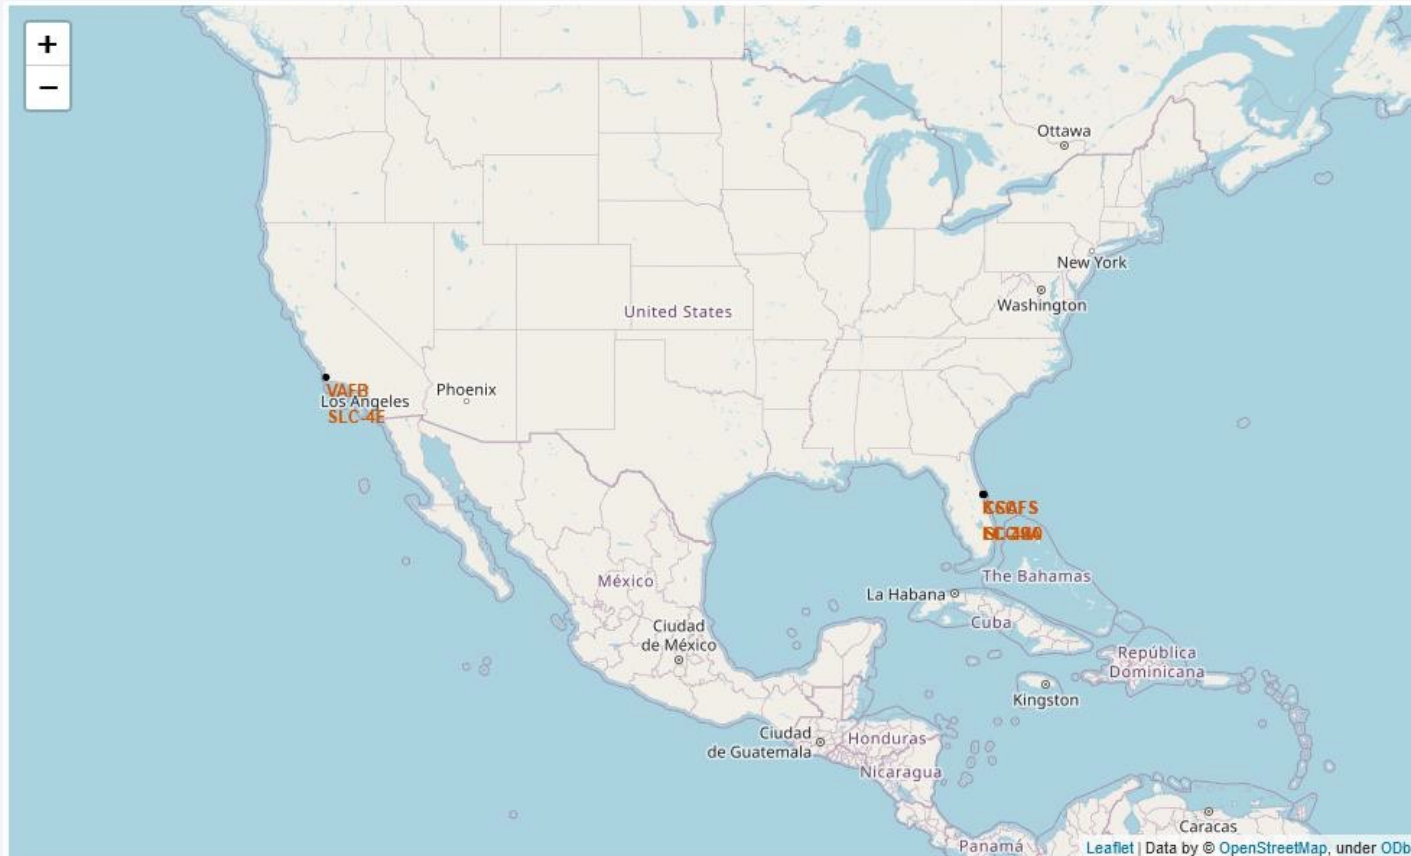 +
−
Ottawa
New York
Washington
United States
Phoenix
VAFB
Los Angeles
SLC-4E
The Bahamas
México
La Habana
Cuba
Ciudad
de México
República
Dominicana
Kingston
Ciudad
de Guatemala
Honduras
Nicaragua
Caracas
Panamá
Leaflet | Data by © OpenStreetMap, under ODb